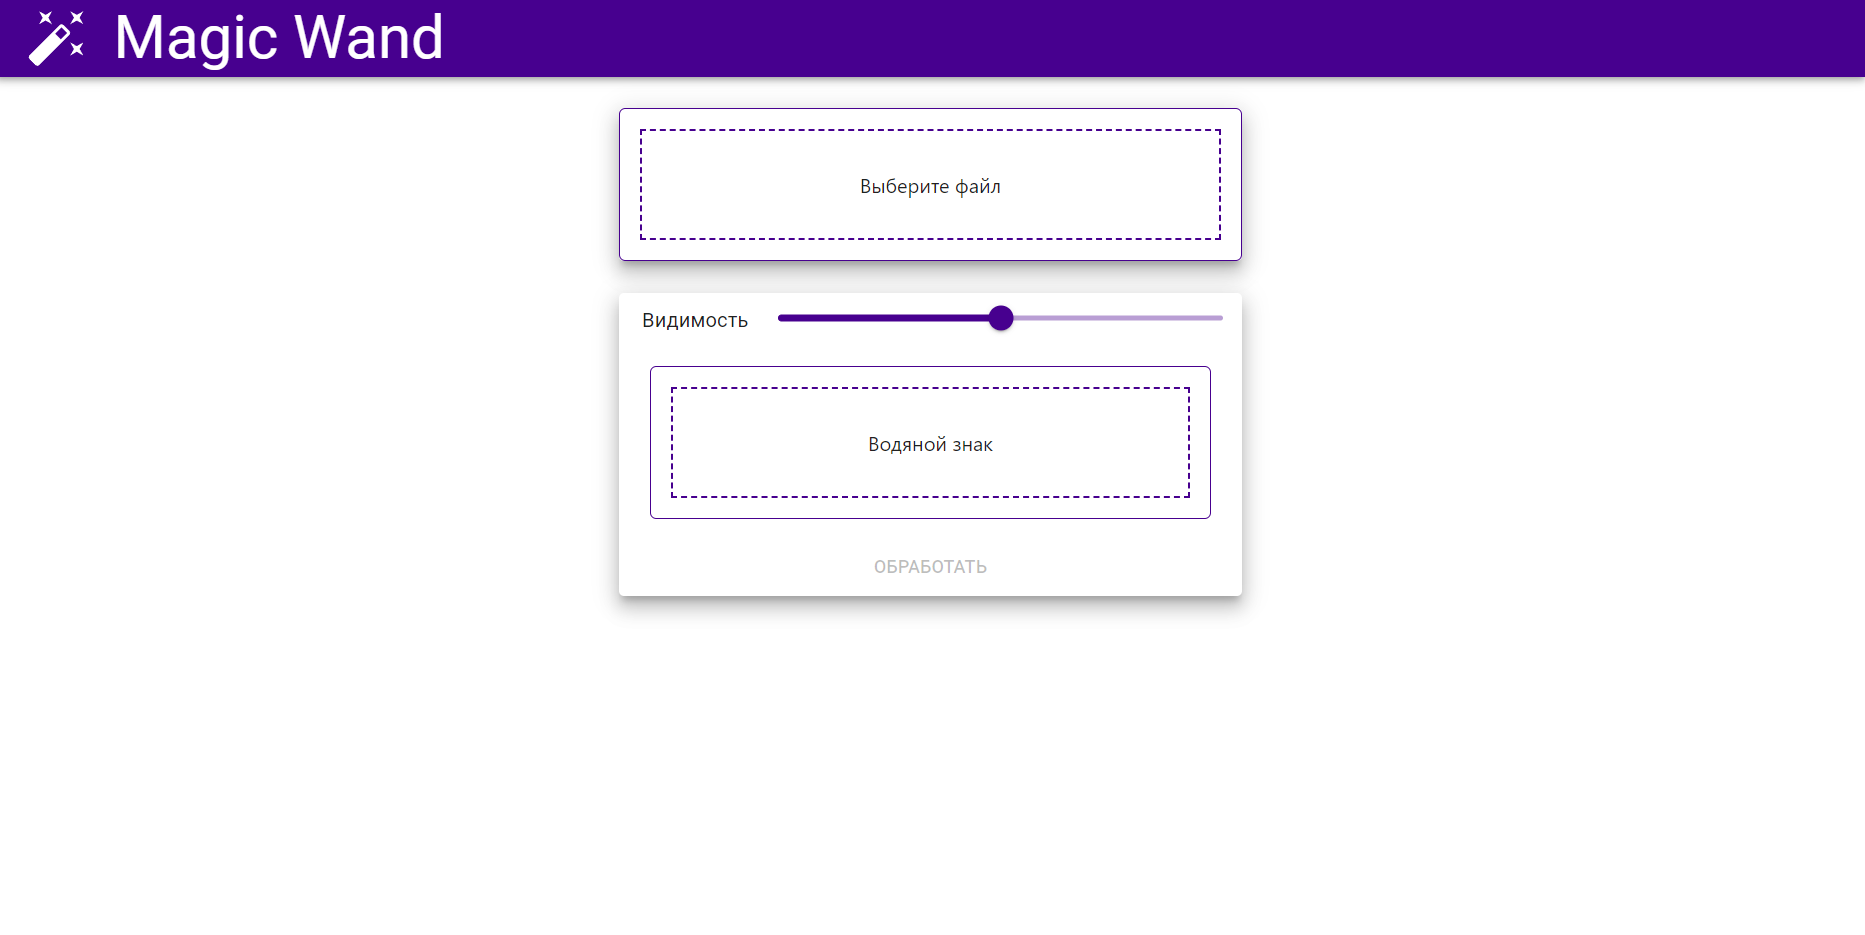 Magic Wand
Выберите файл
Видимость
Водяной знак
ОБРАБОТАТЬ